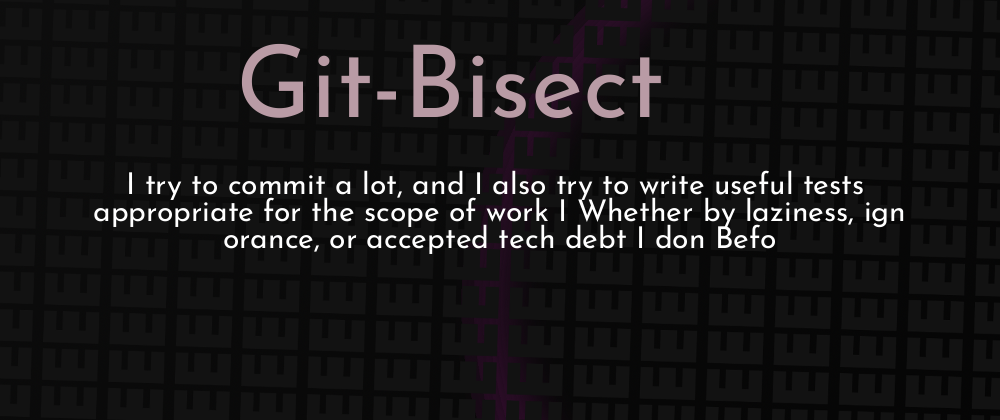 Git-Bisect
I try to commit a lot, and I also try to write useful tests
appropriate for the scope of work I Whether by laziness, ign
orance, or accepted tech debt I don Befo